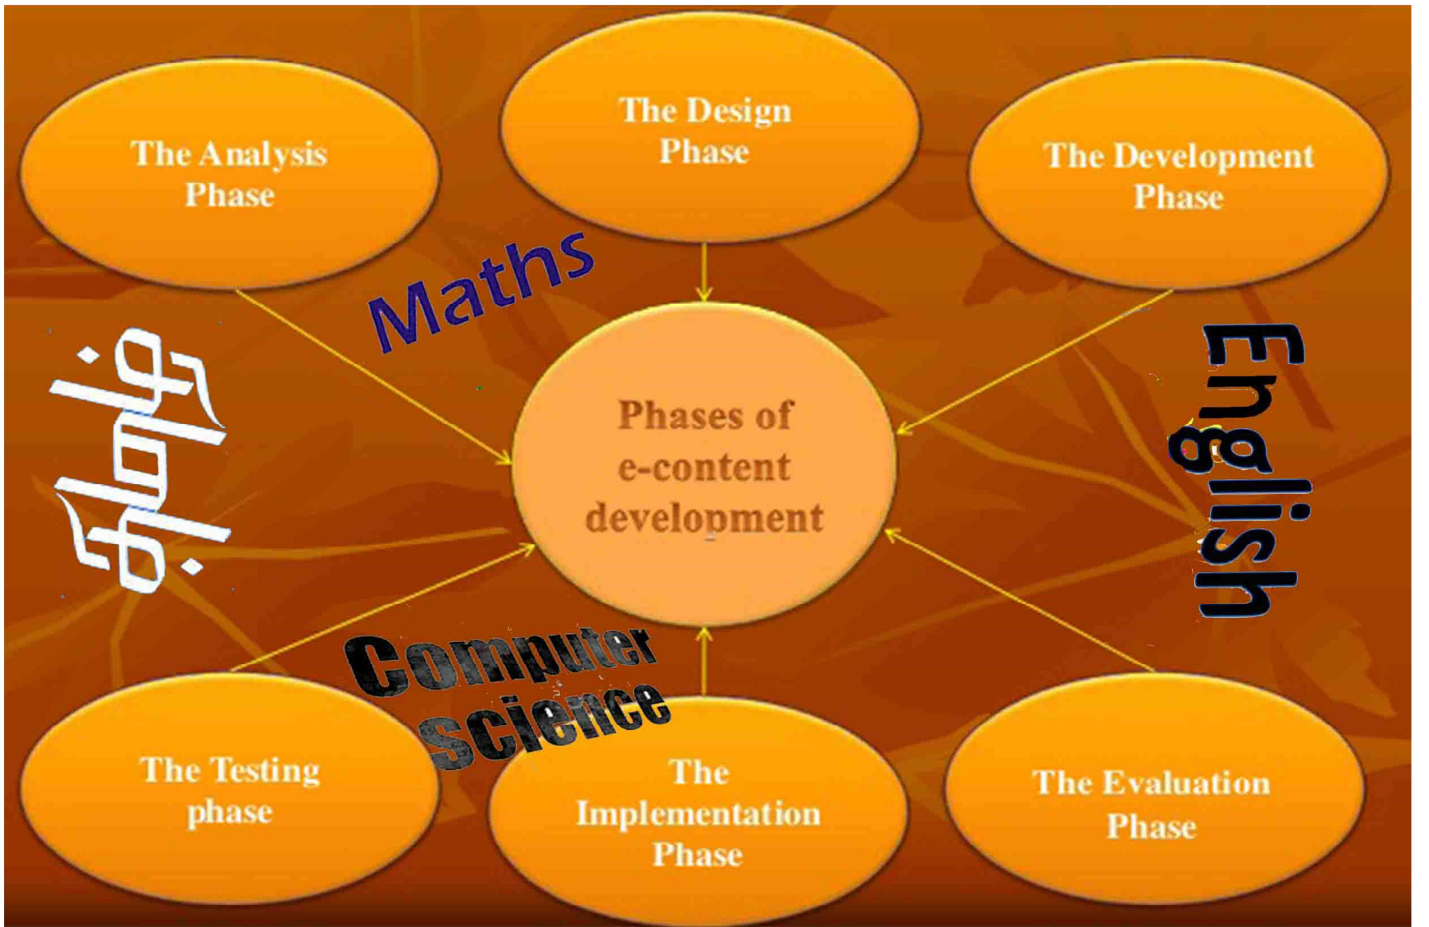 The Analysis
Phase
The Design
Phase
The Development
Phase
Maths
English
Phases of
e-content
development
Computer
science
The Testing
phase
The
Implementation
Phase
The Evaluation
Phase